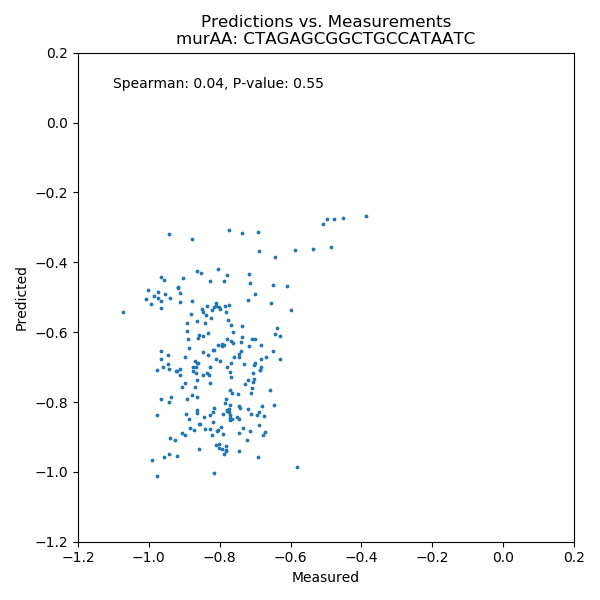 Predictions vs. Measurements
murAA: CTAGAGCGGCTGCCATAATC
Spearman: 0.04, P-value: 0.55
Predicted
0.2
0.0
−0.2
−0.4
−0.6
−0.8
−1.0
−1.2
−1.2 −1.0 −0.8 −0.6 −0.4 −0.2 0.0 0.2
Measured